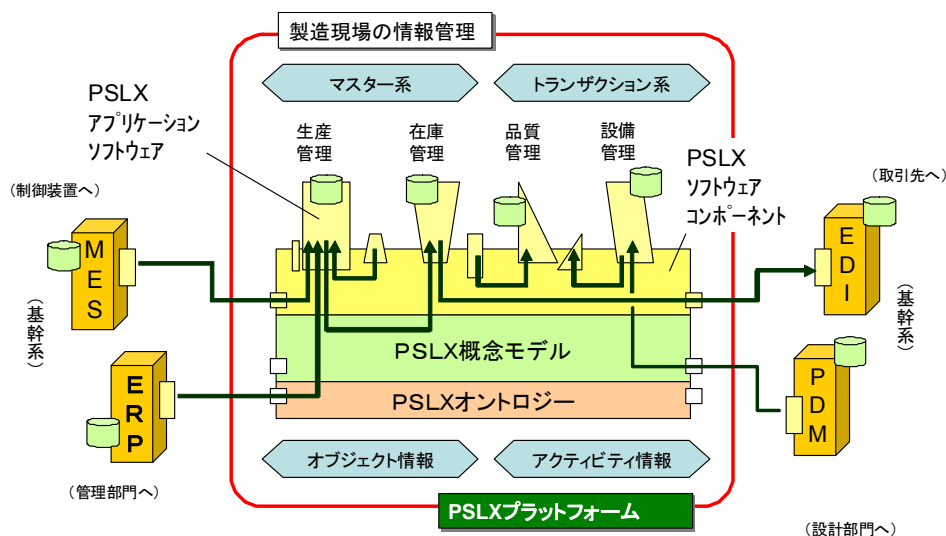 製造現場の情報管理
マスター系
トランザクション系
PSLX
ｱﾌﾟﾘｹｰｼｮﾝ
ｿﾌﾄｳｪｱ
生産
管理
在庫
管理
品質
管理
設備
管理
PSLX
ｿﾌﾄｳｪｱ
ｺﾝﾎﾟｰﾈﾝﾄ
（制御装置へ）
（取引先へ）
MES
EDI
（基幹系）
（基幹系）
PSLX概念モデル
PSLXオントロジー
ERP
PDM
オブジェクト情報
アクティビティ情報
（管理部門へ）
PSLXプラットフォーム
（設計部門へ）